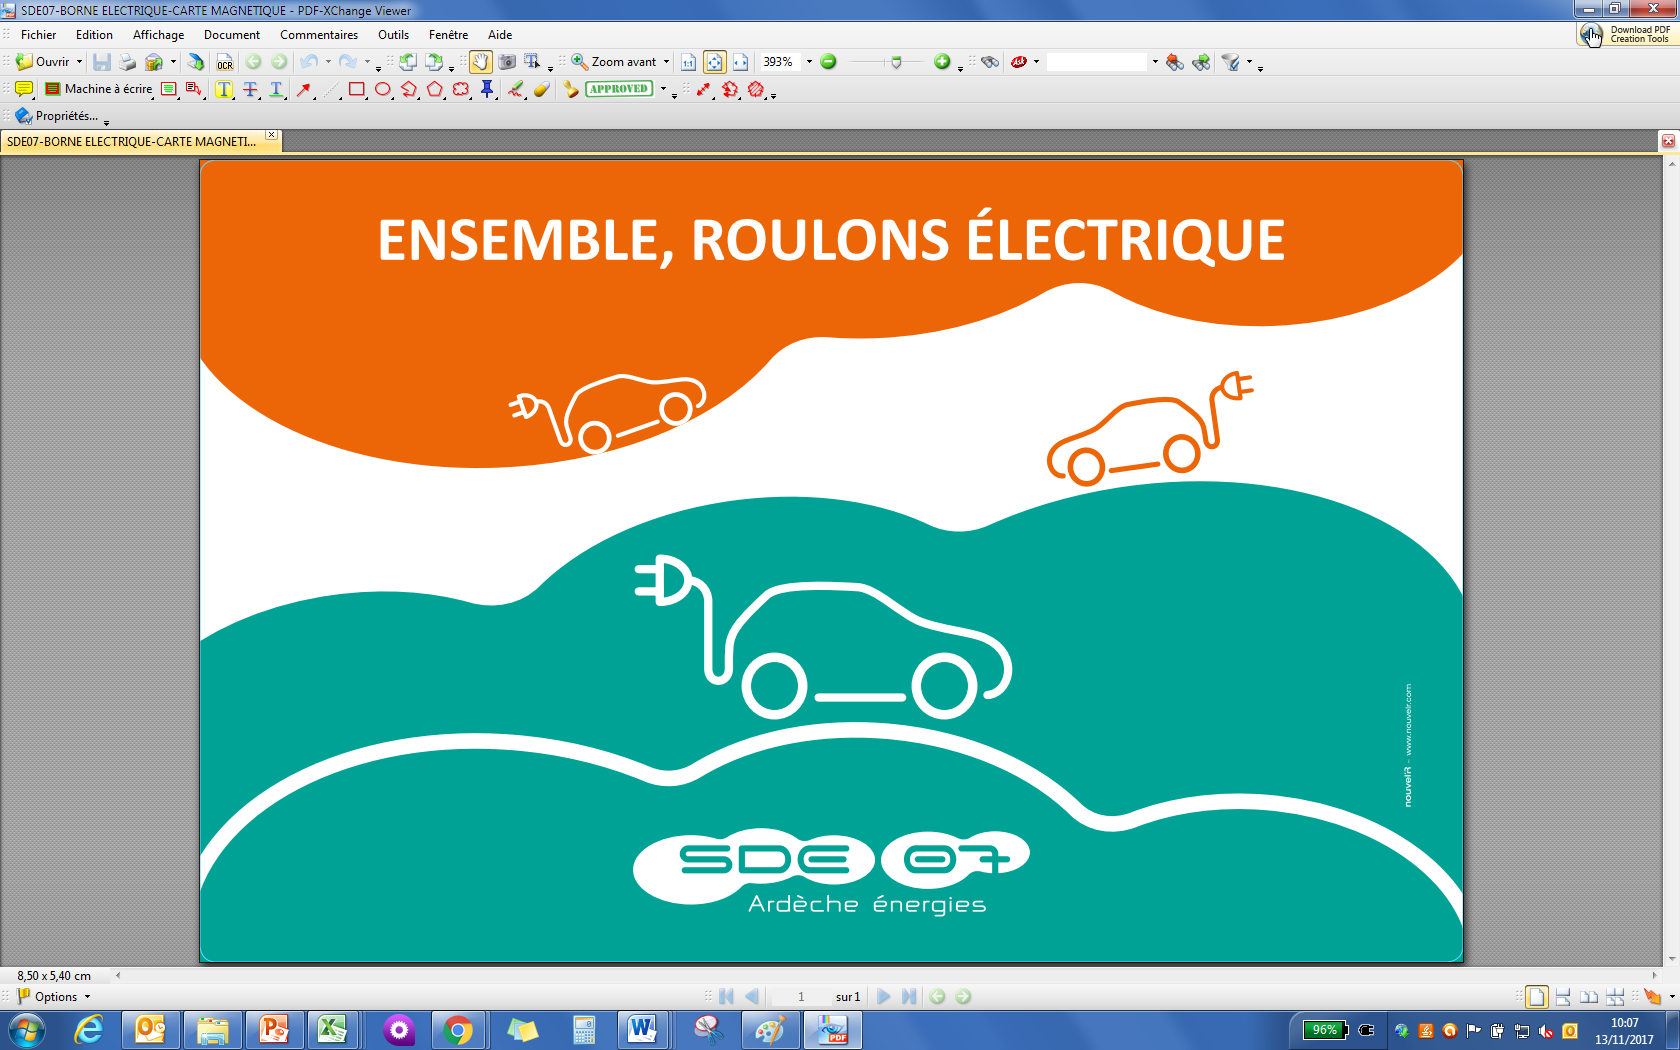 SDE07-BORNE ELECTRIQUE-CARTE MAGNETIQUE - PDF-XChange Viewer
Fichier Edition Affichage Document Commentaires Outils Fenêtre Aide
Download PDF
Creation Tools
Ouvrir OCR 1:1 Zoom avant 393%
Machine à écrire T T T APPROVED
Propriétés...
SDE07-BORNE ELECTRIQUE-CARTE MAGNETI...
ENSEMBLE, ROULONS ÉLECTRIQUE
nouvelR - www.nouvelr.com
SDE 07
Ardèche énergies
8,50 x 5,40 cm
Options 1 sur 1
96% 10:07
13/11/2017